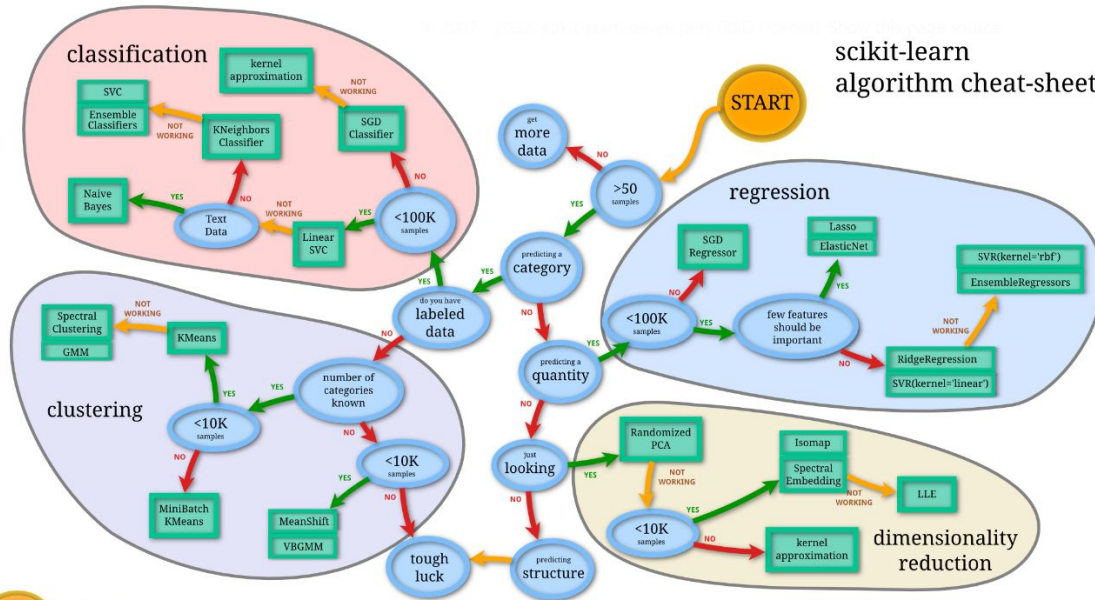 scikit-learn
algorithm cheat-sheet
START
classification
kernel
approximation
NOT
WORKING
SVC
Ensemble
Classifiers
NOT
WORKING
KNeighbors
Classifier
SGD
Classifier
NO
Naive
Bayes
YES
Text
Data
NO
NOT
WORKING
Linear
SVC
YES
<100K
samples
YES
get
more
data
NO
>50
samples
YES
predicting a
category
YES
do you have
labeled
data
NO
NO
predicting a
quantity
YES
NO
just
looking
YES
NO
predicting
structure
tough
luck
regression
SGD
Regressor
NO
<100K
samples
YES
few features
should be
important
YES
Lasso
ElasticNet
NO
RidgeRegression
SVR(kernel='linear')
NOT
WORKING
SVR(kernel='rbf')
EnsembleRegressors
clustering
Spectral
Clustering
GMM
NOT
WORKING
KMeans
YES
<10K
samples
NO
MiniBatch
KMeans
YES
number of
categories
known
NO
<10K
samples
YES
MeanShift
VBGMM
NO
dimensionality
reduction
Randomized
PCA
NOT
WORKING
<10K
samples
YES
Isomap
Spectral
Embedding
NOT
WORKING
LLE
NO
kernel
approximation